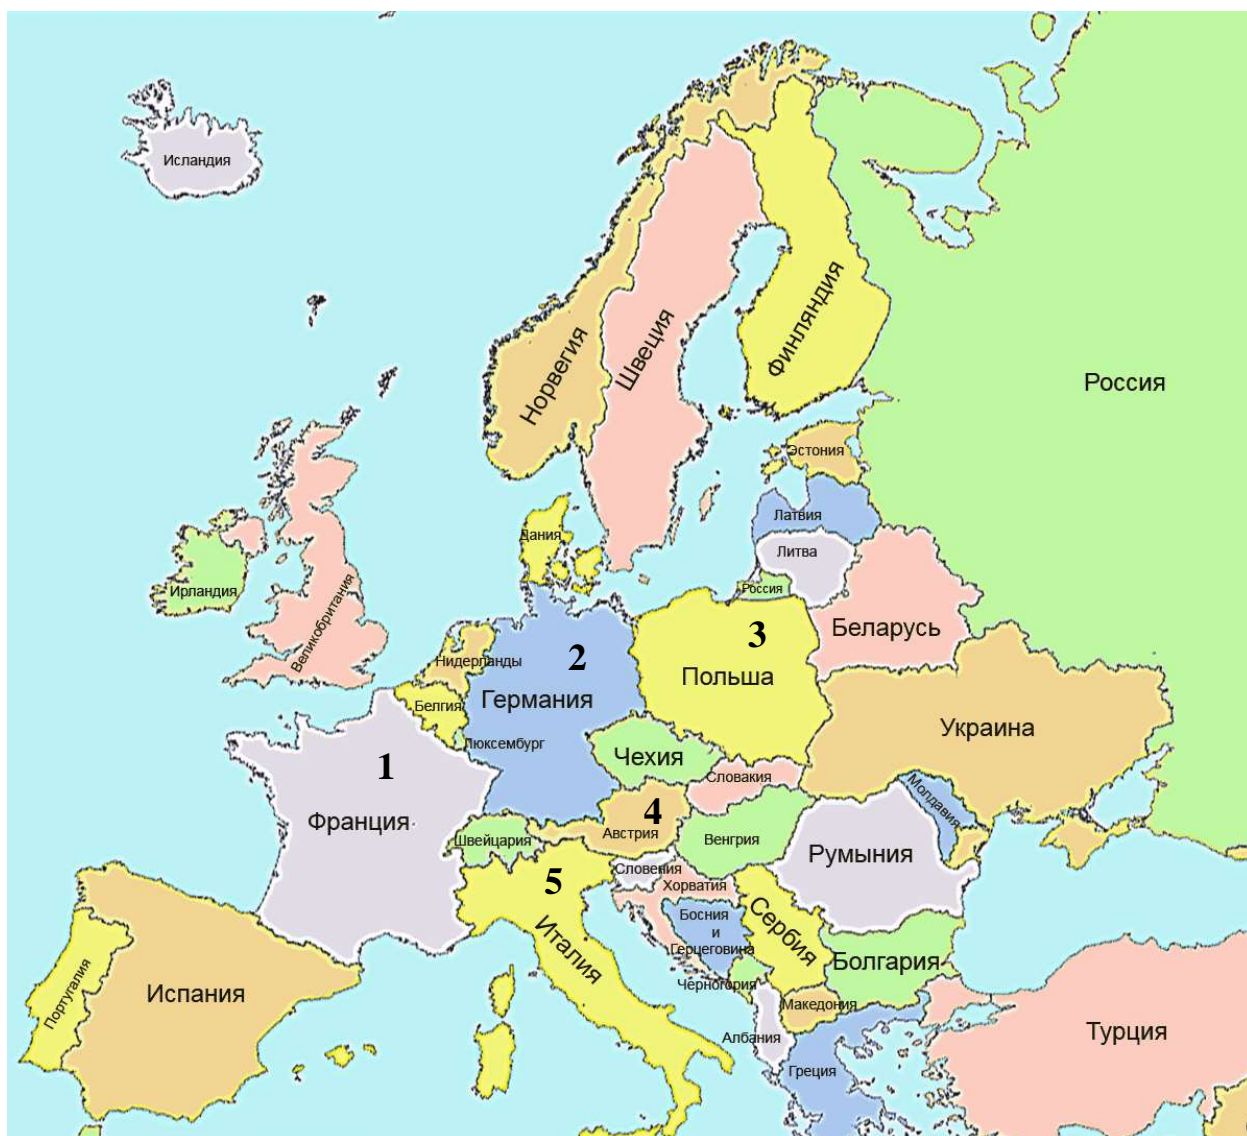 Исландия
Норвегия
Швеция
Финляндия
Россия
Эстония
Латвия
Литва
Россия
Дания
Ирландия
Великобритания
Беларусь
3
Польша
2
Германия
Нидерланды
Белгия
Люксембург
Украина
Чехия
Словакия
Молдавия
1
Франция
4
Австрия
Швейцария
Венгрия
Румыния
Словения
Хорватия
5
Италия
Босния
и
Герцеговина
Сербия
Болгария
Черногория
Македония
Албания
Греция
Турция
Испания
Португалия